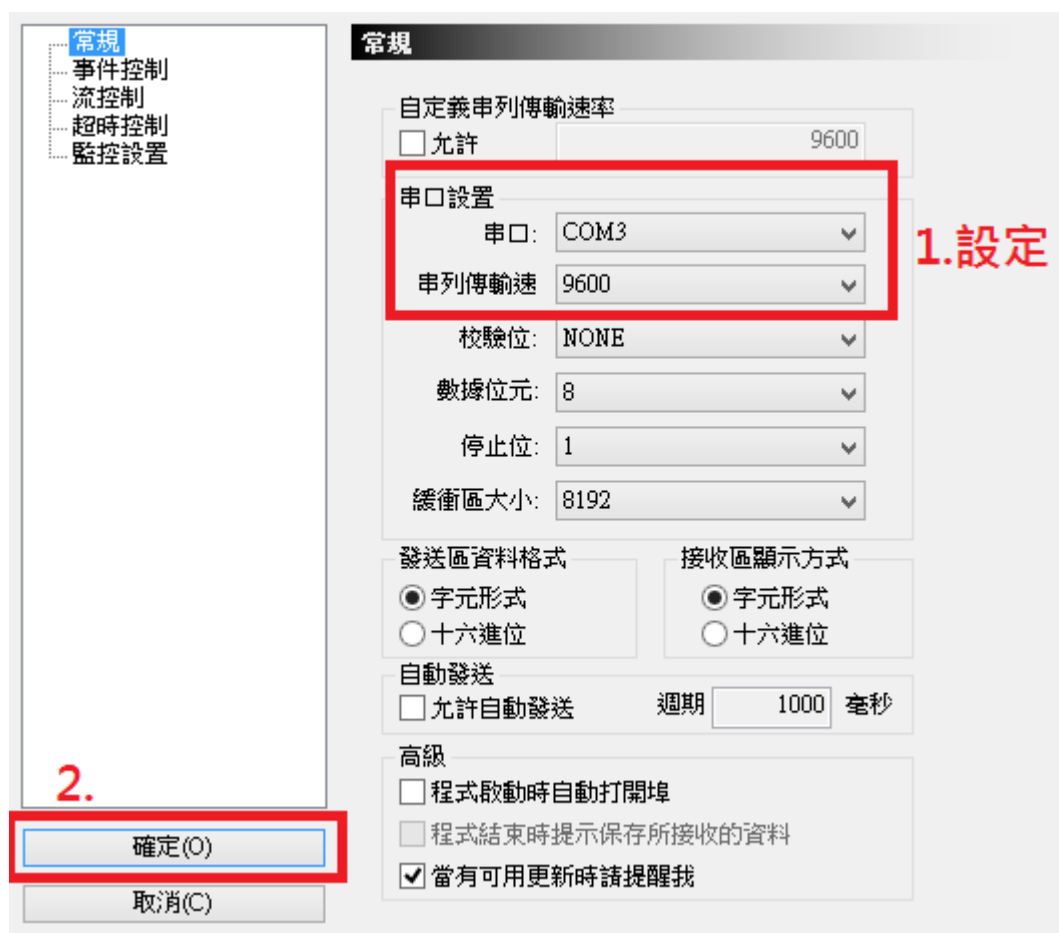 常規
事件控制
流控制
超時控制
監控設置
2.
確定(O)
取消(C)
常規
自定義串列傳輸速率
允許 9600
串口設置
串口: COM3
串列傳輸速 9600
1.設定
校驗位: NONE
數據位元: 8
停止位: 1
緩衝區大小: 8192
發送區資料格式
字元形式
十六進位
接收區顯示方式
字元形式
十六進位
自動發送
允許自動發送 週期 1000 毫秒
高級
程式啟動時自動打開埠
程式結束時提示保存所接收的資料
當有可用更新時請提醒我